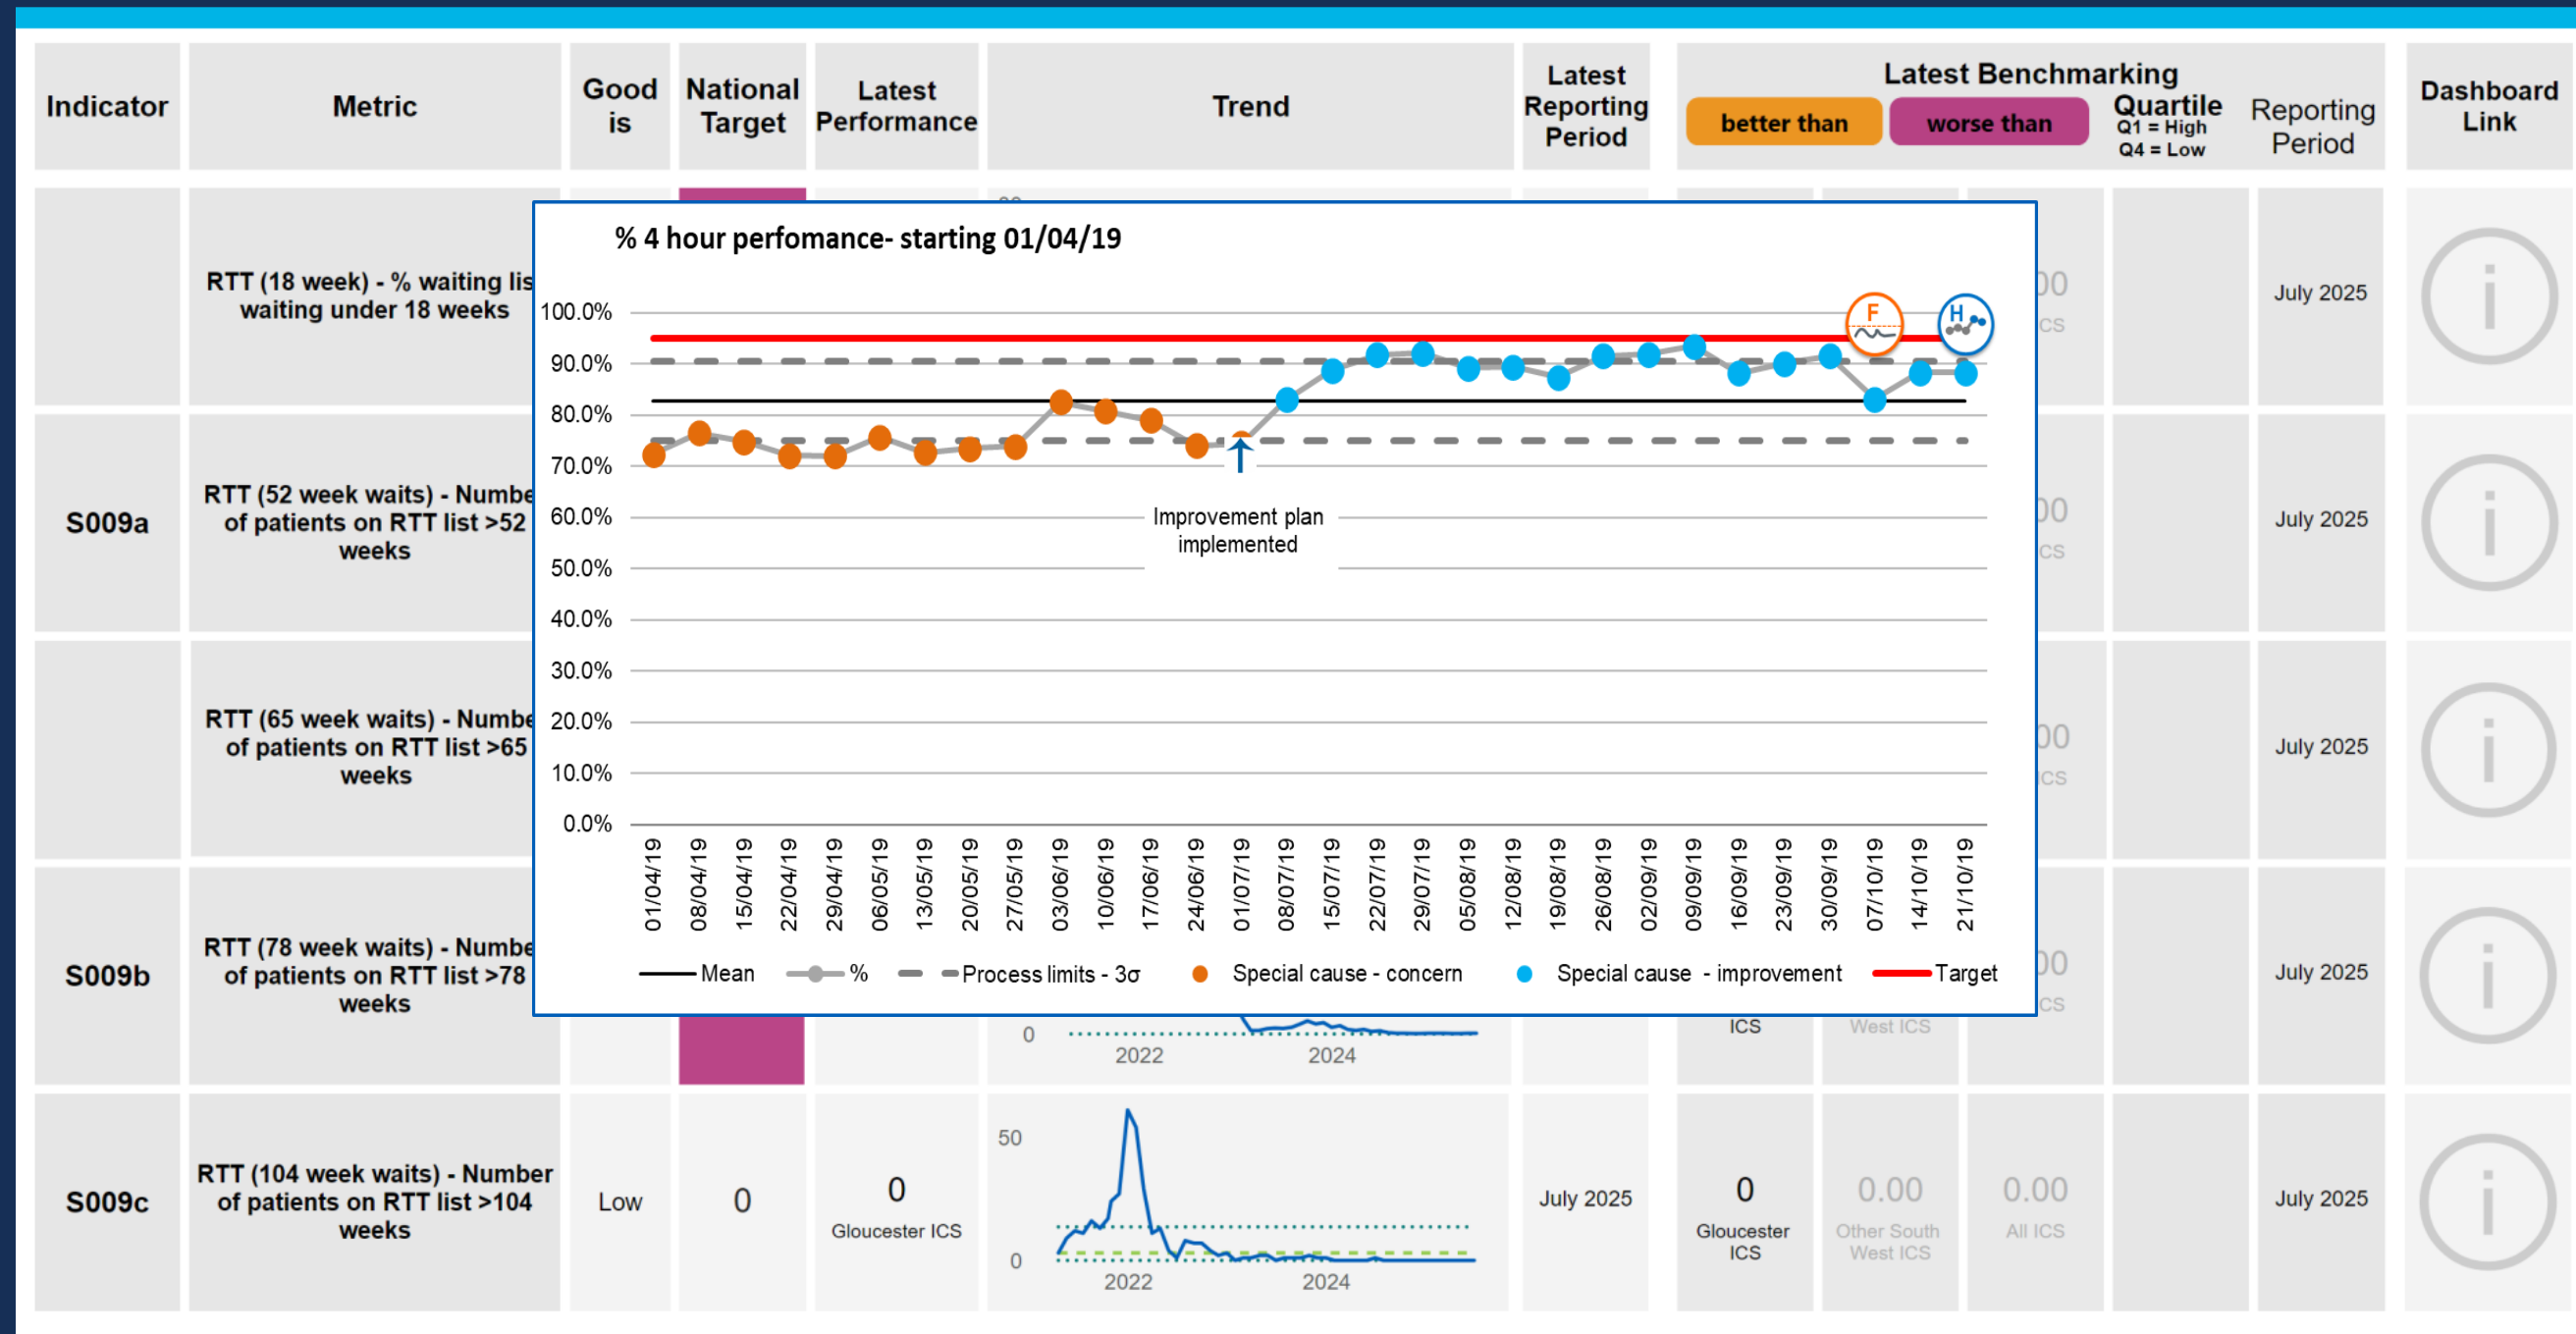 Indicator
Metric
Good
is
National
Target
Latest
Performance
Trend
Latest
Reporting
Period
Latest Benchmarking
better than
worse than
Quartile
Q1 = High
Q4 = Low
Reporting
Period
Dashboard
Link
RTT (18 week) - % waiting lis
waiting under 18 weeks
July 2025
S009a
RTT (52 week waits) - Numbe
of patients on RTT list >52
weeks
July 2025
RTT (65 week waits) - Numbe
of patients on RTT list >65
weeks
July 2025
S009b
RTT (78 week waits) - Numbe
of patients on RTT list >78
weeks
July 2025
% 4 hour perfomance- starting 01/04/19
F
H
100.0%
90.0%
80.0%
70.0%
60.0%
50.0%
40.0%
30.0%
20.0%
10.0%
0.0%
Improvement plan
implemented
01/04/19
08/04/19
15/04/19
22/04/19
29/04/19
06/05/19
13/05/19
20/05/19
27/05/19
03/06/19
10/06/19
17/06/19
24/06/19
01/07/19
08/07/19
15/07/19
22/07/19
29/07/19
05/08/19
12/08/19
19/08/19
26/08/19
02/09/19
09/09/19
16/09/19
23/09/19
30/09/19
07/10/19
14/10/19
21/10/19
Mean
%
Process limits - 3σ
Special cause - concern
Special cause - improvement
Target
0
2022
2024
ICS
West ICS
S009c
RTT (104 week waits) - Number
of patients on RTT list >104
weeks
Low
0
0
Gloucester ICS
50
0
2022
2024
July 2025
0
Gloucester
ICS
0.00
Other South
West ICS
0.00
All ICS
July 2025